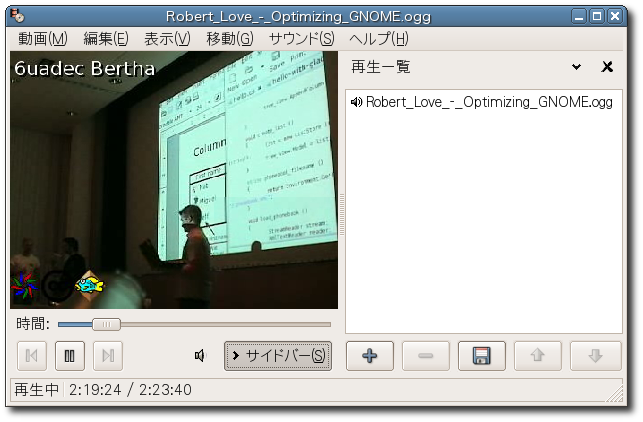 Robert_Love_-_Optimizing_GNOME.ogg
動画(M) 編集(E) 表示(V) 移動(G) サウンド(S) ヘルプ(H)
6uadec Bertha
再生一覧
Robert_Love_-_Optimizing_GNOME.ogg
Column
Miguel
時間:
サイドバー(S)
再生中 2:19:24 / 2:23:40